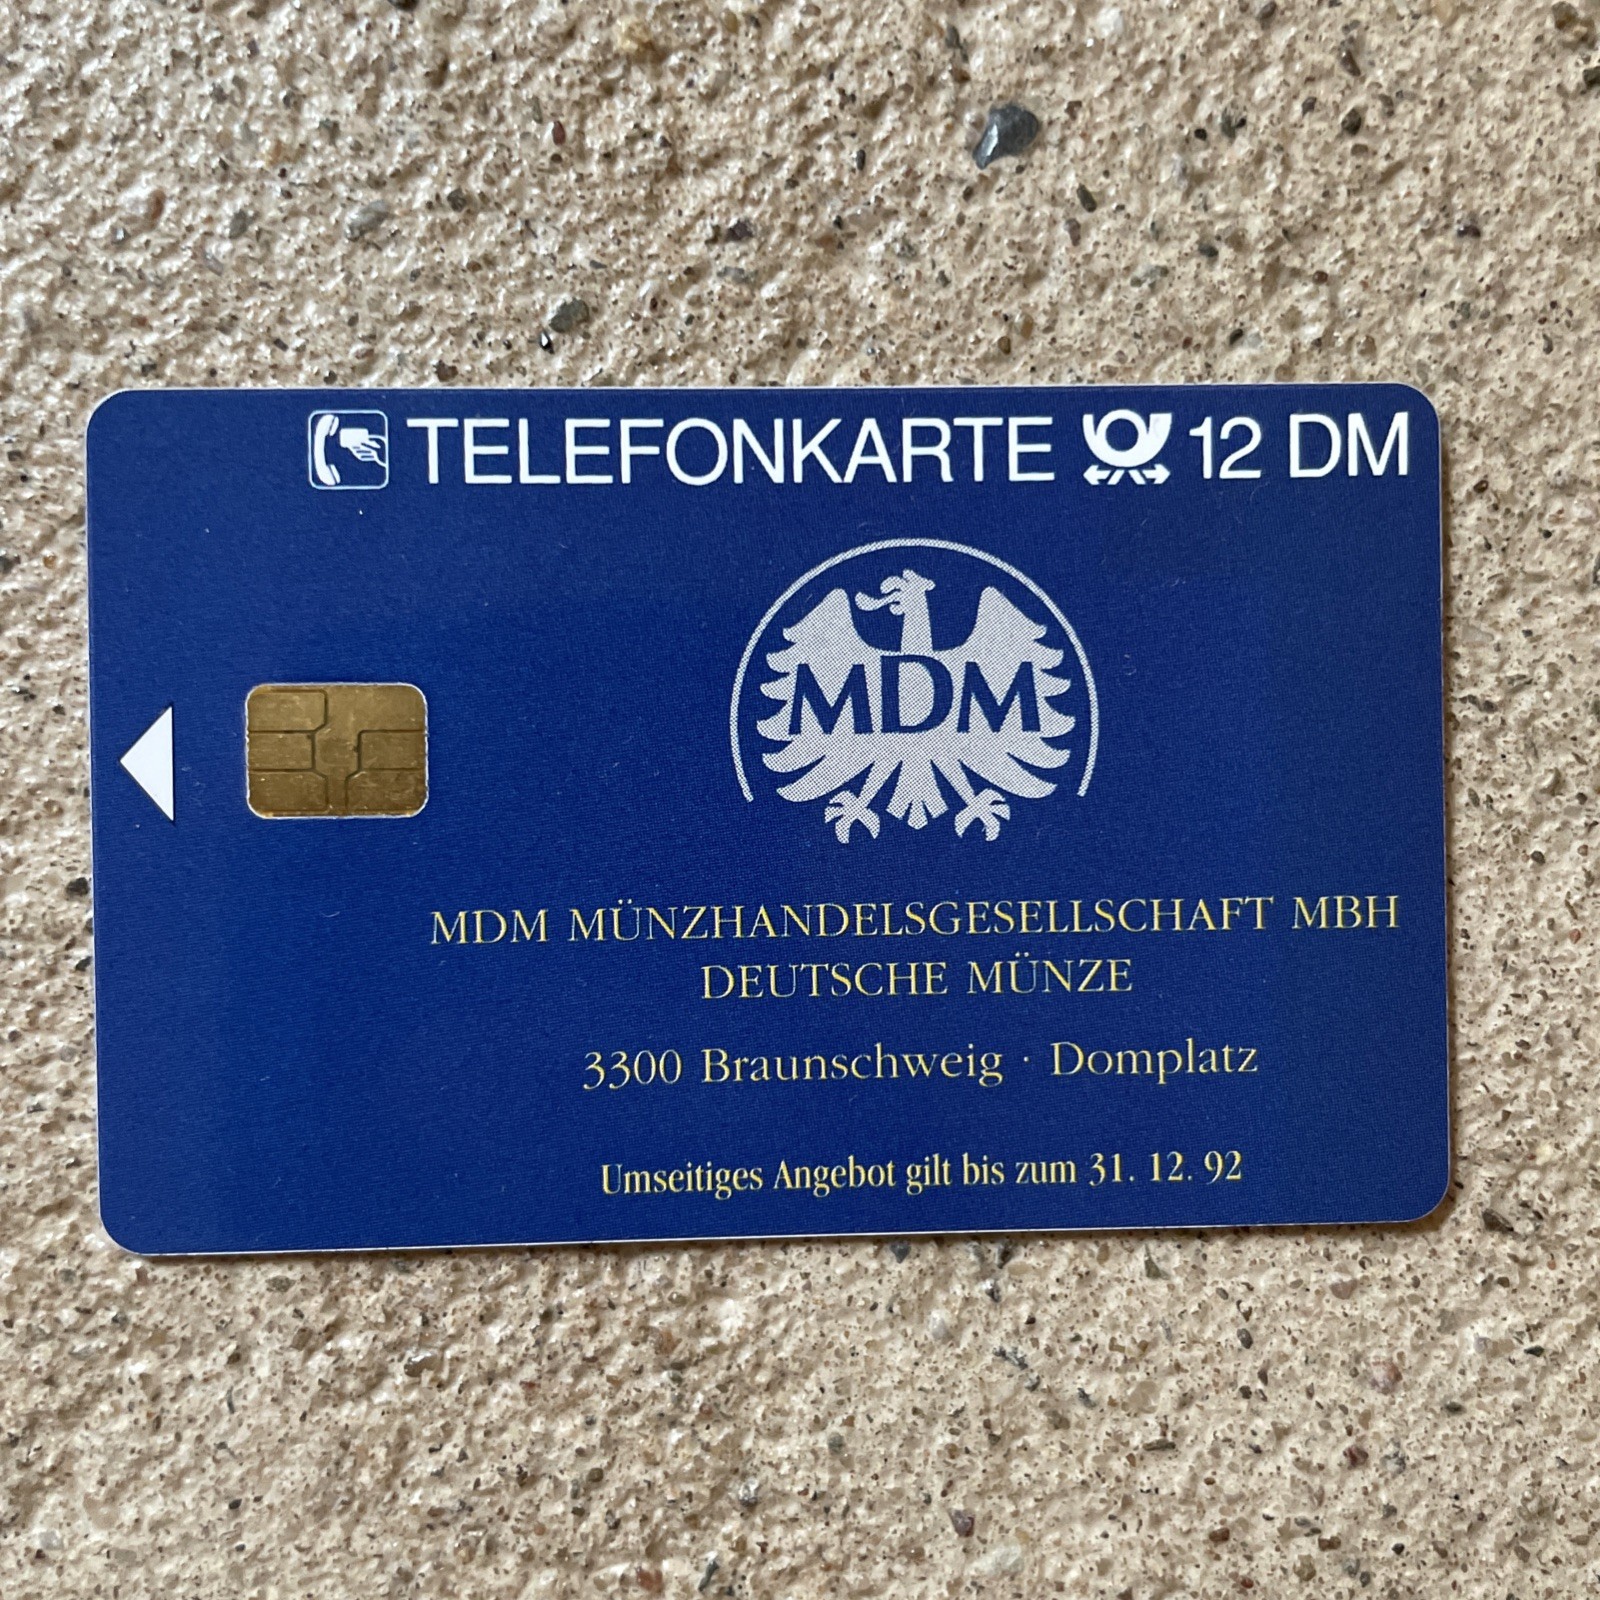 TELEFONKARTE 12 DM
MDM
MDM MÜNZHANDELSGESELLSCHAFT MBH
DEUTSCHE MÜNZE
3300 Braunschweig · Domplatz
Umseitiges Angebot gilt bis zum 31. 12. 92